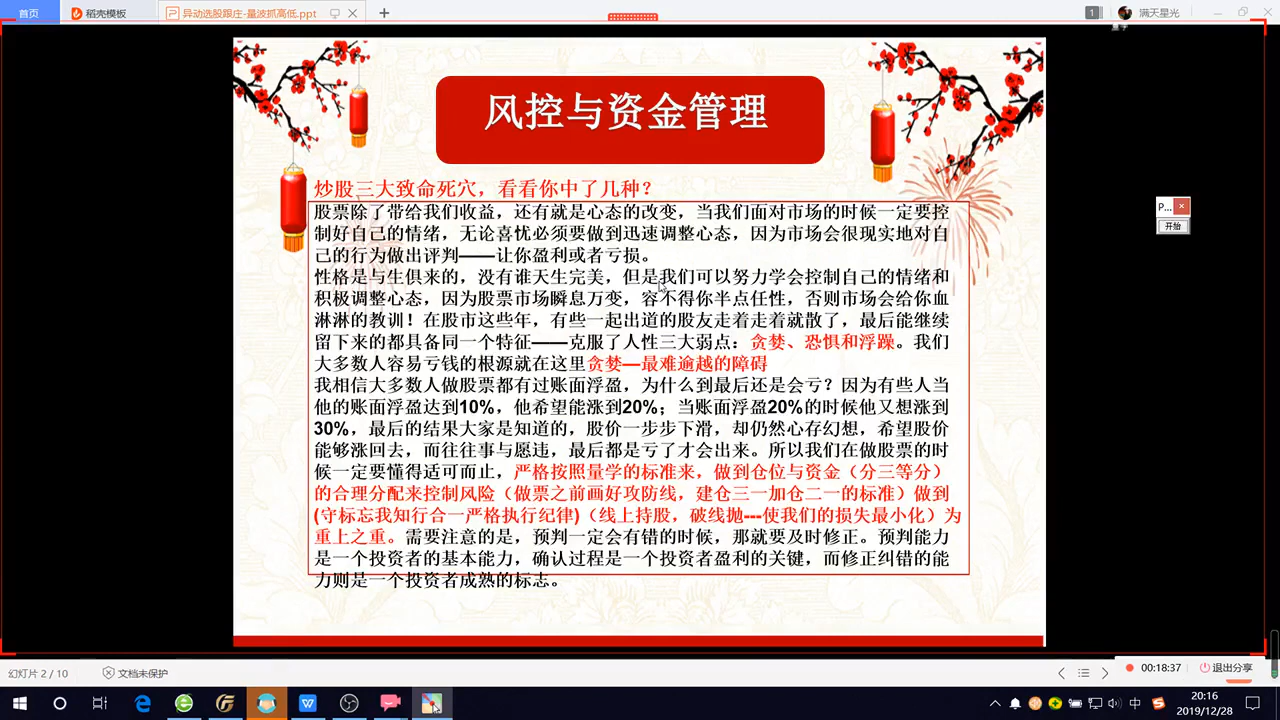 首页
稻壳模板
异动选股跟庄-量波抓高低.ppt
1
满天星光
风控与资金管理
炒股三大致命死穴，看看你中了几种？
股票除了带给我们收益，还有就是心态的改变，当我们面对市场的时候一定要控
制好自己的情绪，无论喜忧必须要做到迅速调整心态，因为市场会很现实地对自
己的行为做出评判——让你盈利或者亏损。
性格是与生俱来的，没有谁天生完美，但是我们可以努力学会控制自己的情绪和
积极调整心态，因为股票市场瞬息万变，容不得你半点任性，否则市场会给你血
淋淋的教训！在股市这些年，有些一起出道的股友走着走着就散了，最后能继续
留下来的都具备同一个特征——克服了人性三大弱点：贪婪、恐惧和浮躁。我们
大多数人容易亏钱的根源就在这里贪婪—最难逾越的障碍
我相信大多数人做股票都有过账面浮盈，为什么到最后还是会亏？因为有些人当
他的账面浮盈达到10%，他希望能涨到20%；当账面浮盈20%的时候他又想涨到
30%，最后的结果大家是知道的，股价一步步下滑，却仍然心存幻想，希望股价
能够涨回去，而往往事与愿违，最后都是亏了才会出来。所以我们在做股票的时
候一定要懂得适可而止，严格按照量学的标准来，做到仓位与资金（分三等分）
的合理分配来控制风险（做票之前画好攻防线，建仓三一加仓二一的标准）做到
(守标忘我知行合一严格执行纪律)（线上持股，破线抛---使我们的损失最小化）为
重上之重。需要注意的是，预判一定会有错的时候，那就要及时修正。预判能力
是一个投资者的基本能力，确认过程是一个投资者盈利的关键，而修正纠错的能
力则是一个投资者成熟的标志。
P...
开始
幻灯片 2 / 10
文档未保护
00:18:37
退出分享
中
20:16
2019/12/28